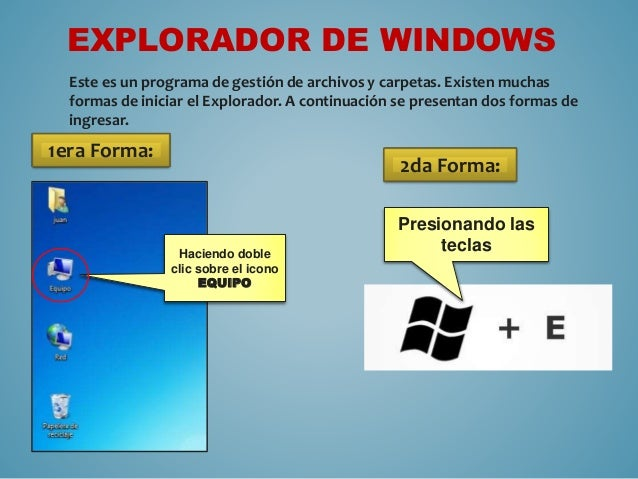 EXPLORADOR DE WINDOWS
Este es un programa de gestión de archivos y carpetas. Existen muchas
formas de iniciar el Explorador. A continuación se presentan dos formas de
ingresar.
1era Forma:
juan
Equipo
Red
Papelera de
reciclaje
Haciendo doble
clic sobre el icono
EQUIPO
2da Forma:
Presionando las
teclas
+ E